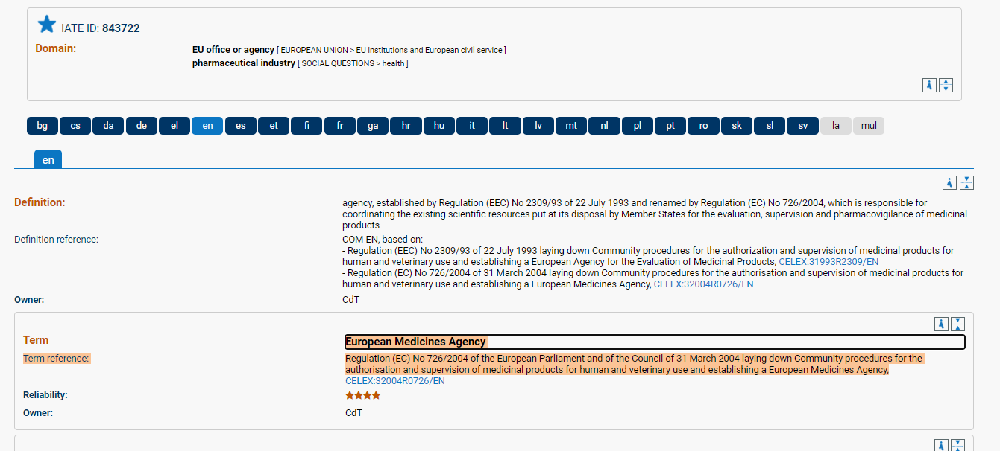 IATE ID: 843722
Domain:
EU office or agency [ EUROPEAN UNION > EU institutions and European civil service ]
pharmaceutical industry [ SOCIAL QUESTIONS > health ]
bg cs da de el en es et fi fr ga hr hu it lt lv mt nl pl pt ro sk sl sv la mul
en
Definition:
agency, established by Regulation (EEC) No 2309/93 of 22 July 1993 and renamed by Regulation (EC) No 726/2004, which is responsible for
coordinating the existing scientific resources put at its disposal by Member States for the evaluation, supervision and pharmacovigilance of medicinal
products
Definition reference:
COM-EN, based on:
- Regulation (EEC) No 2309/93 of 22 July 1993 laying down Community procedures for the authorization and supervision of medicinal products for
human and veterinary use and establishing a European Agency for the Evaluation of Medicinal Products, CELEX:31993R2309/EN
- Regulation (EC) No 726/2004 of 31 March 2004 laying down Community procedures for the authorisation and supervision of medicinal products for
human and veterinary use and establishing a European Medicines Agency, CELEX:32004R0726/EN
Owner:
CdT
Term
European Medicines Agency
Term reference:
Regulation (EC) No 726/2004 of the European Parliament and of the Council of 31 March 2004 laying down Community procedures for the
authorisation and supervision of medicinal products for human and veterinary use and establishing a European Medicines Agency,
CELEX:32004R0726/EN
Reliability:
Owner:
CdT